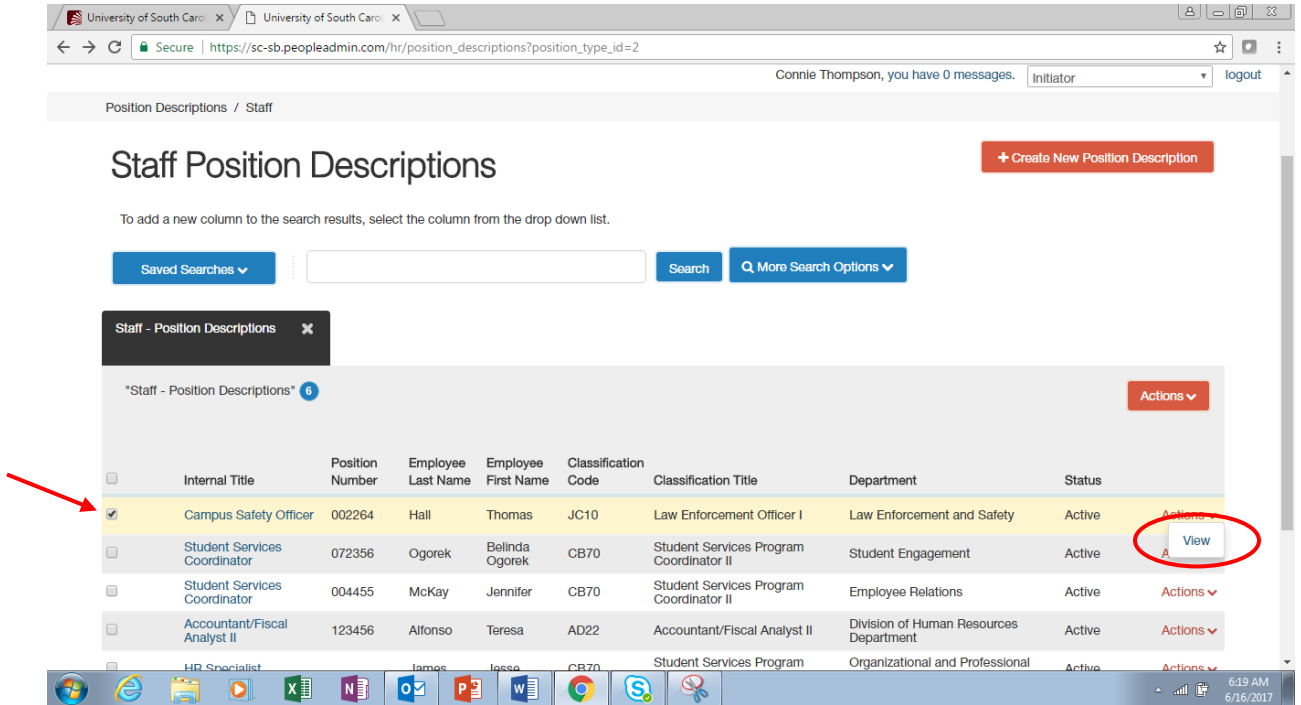 University of South Carol
University of South Carol
Secure | https://sc-sb.peopleadmin.com/hr/position_descriptions?position_type_id=2
Connie Thompson, you have 0 messages. Initiator logout
Position Descriptions / Staff
Staff Position Descriptions
+ Create New Position Description
To add a new column to the search results, select the column from the drop down list.
Saved Searches Search More Search Options
Staff - Position Descriptions
"Staff - Position Descriptions" 6
Actions
Internal Title Position Number Employee Last Name Employee First Name Classification Code Classification Title Department Status
Campus Safety Officer 002264 Hall Thomas JC10 Law Enforcement Officer I Law Enforcement and Safety Active Actions
View
Student Services Coordinator 072356 Ogorek Belinda Ogorek CB70 Student Services Program Coordinator II Student Engagement Active A
Student Services Coordinator 004455 McKay Jennifer CB70 Student Services Program Coordinator II Employee Relations Active Actions
Accountant/Fiscal Analyst II 123456 Alfonso Teresa AD22 Accountant/Fiscal Analyst II Division of Human Resources Department Active Actions
HR Specialist James Jesse CB70 Student Services Program Organizational and Professional Active Actions
6:19 AM
6/16/2017